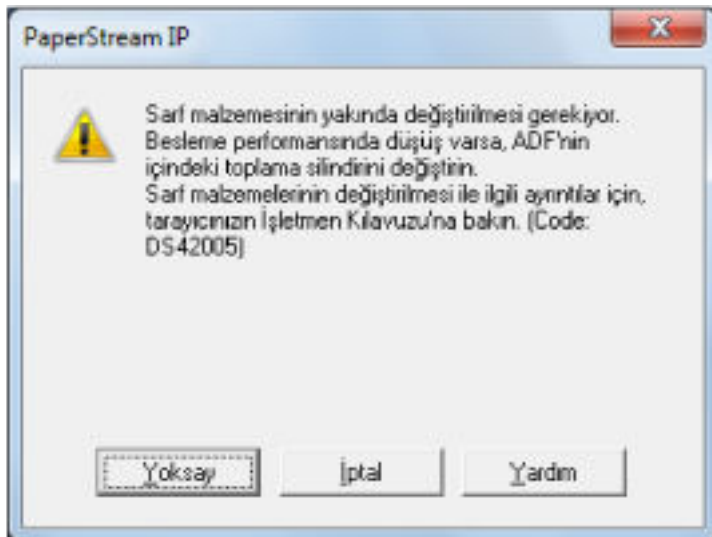 PaperStream IP
Sarf malzemesinin yakında değiştirilmesi gerekiyor.
Besleme performansında düşüş varsa, ADF'nin
içindeki toplama silindirini değiştirin.
Sarf malzemelerinin değiştirilmesi ile ilgili ayrıntılar için,
tarayıcınızın İşletmen Kılavuzu'na bakın. (Code:
DS42005)
Yoksay
İptal
Yardım